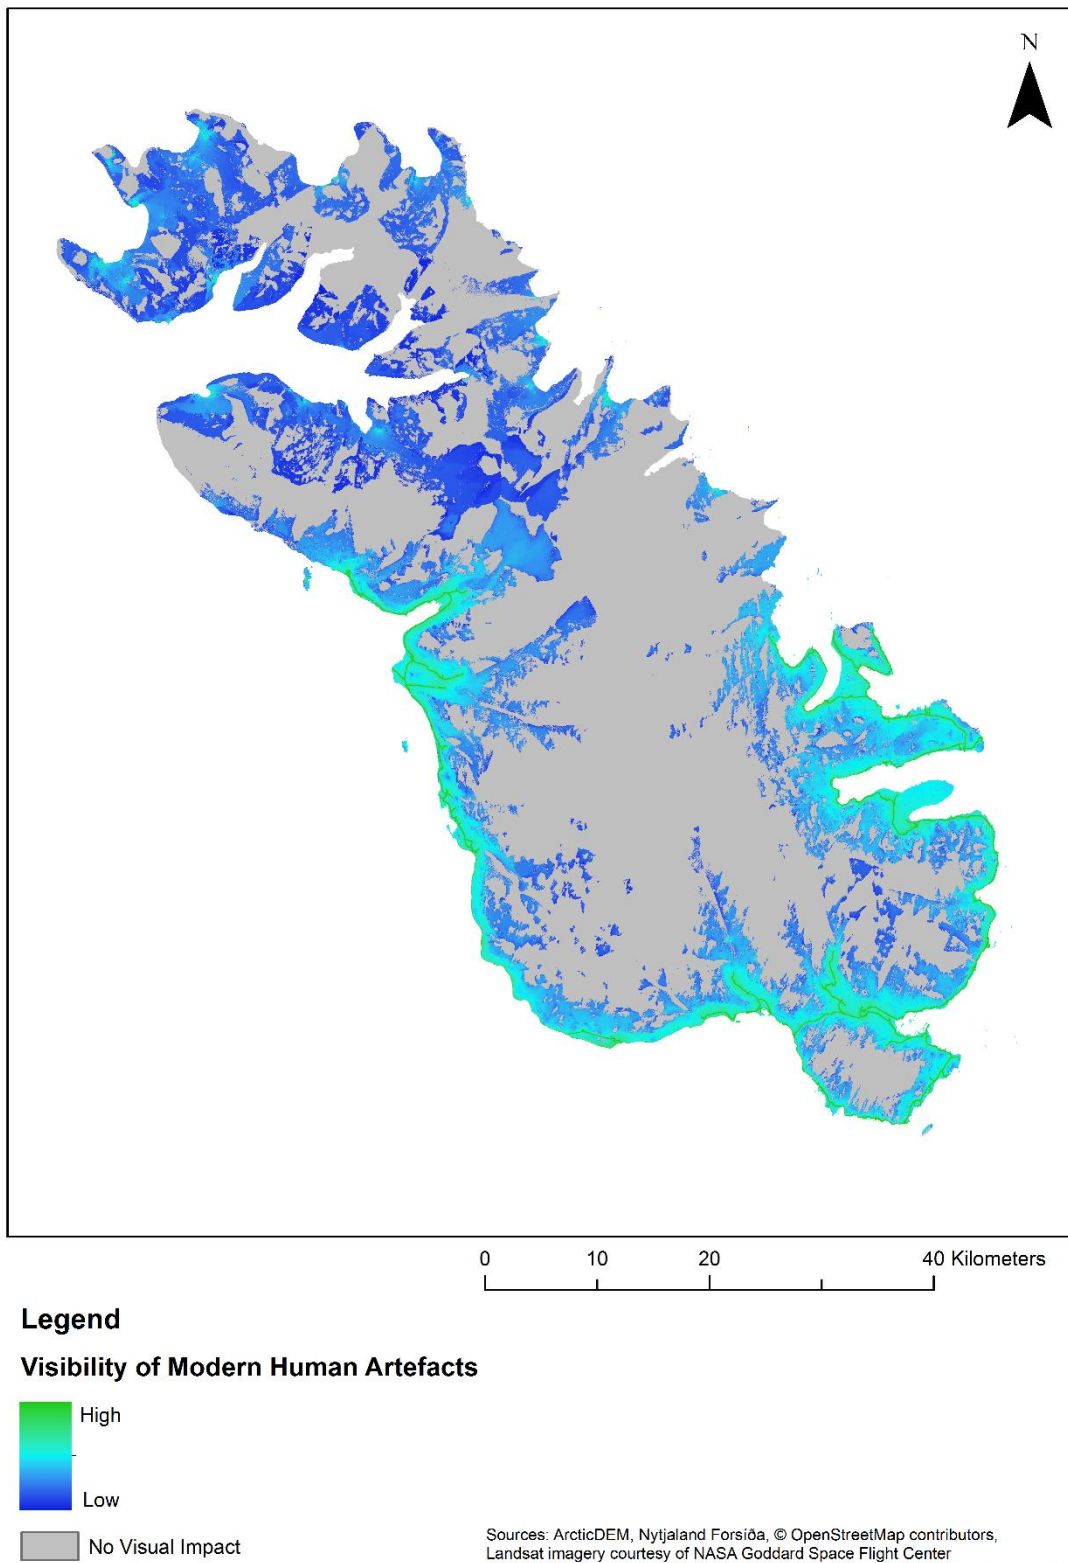 N
0 10 20 40 Kilometers
Legend
Visibility of Modern Human Artefacts
High
Low
No Visual Impact
Sources: ArcticDEM, Nytjaland Forsíða, © OpenStreetMap contributors,
Landsat imagery courtesy of NASA Goddard Space Flight Center